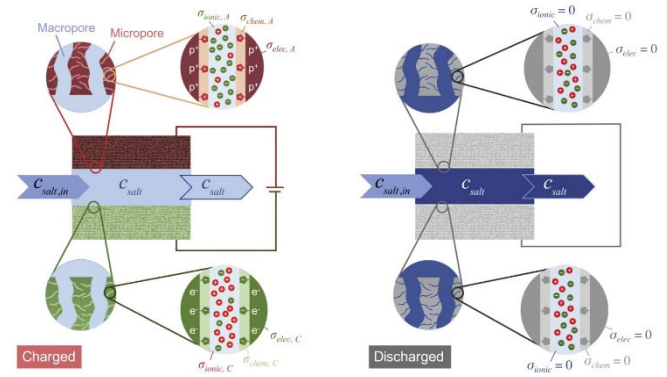 Macropore
Micropore
σionic, A
σchem, A
σelec, A
p+
p+
p+
p+
p+
p+
csalt,in
csalt
csalt
e-
e-
e-
e-
e-
e-
σelec, C
σchem, C
σionic, C
Charged
σionic = 0
σchem = 0
σelec = 0
csalt,in
csalt
csalt
σelec = 0
σchem = 0
σionic = 0
Discharged